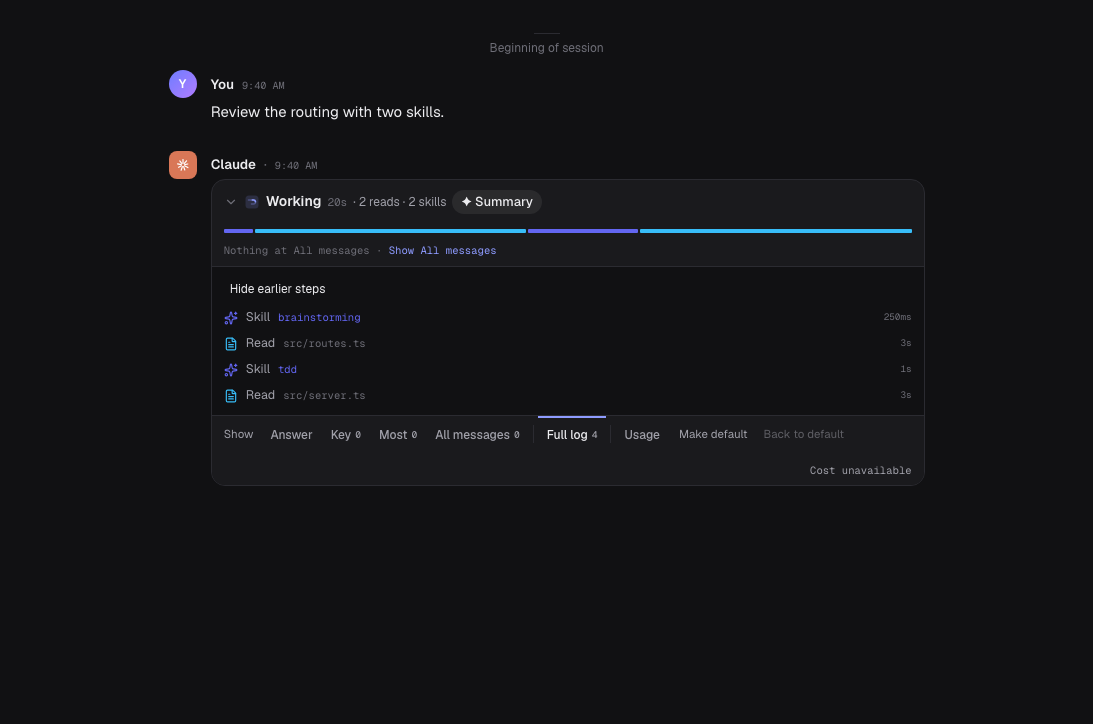 Beginning of session
Y You 9:40 AM
Review the routing with two skills.
Claude · 9:40 AM
Working 20s · 2 reads · 2 skills Summary
Nothing at All messages · Show All messages
Hide earlier steps
Skill brainstorming 250ms
Read src/routes.ts 3s
Skill tdd 1s
Read src/server.ts 3s
Show Answer Key 0 Most 0 All messages 0 Full log 4 Usage Make default Back to default
Cost unavailable